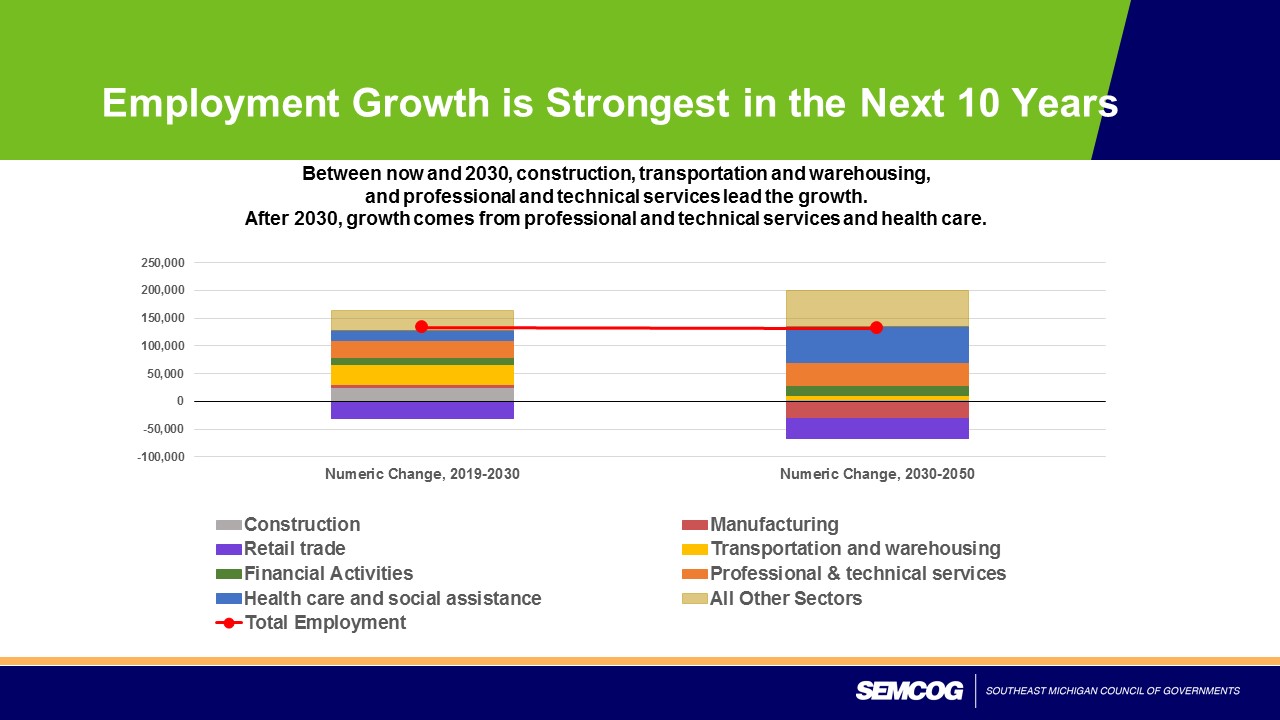 Employment Growth is Strongest in the Next 10 Years
Between now and 2030, construction, transportation and warehousing,
and professional and technical services lead the growth.
After 2030, growth comes from professional and technical services and health care.
250,000
200,000
150,000
100,000
50,000
0
-50,000
-100,000
Numeric Change, 2019-2030
Numeric Change, 2030-2050
Construction
Manufacturing
Retail trade
Transportation and warehousing
Financial Activities
Professional & technical services
Health care and social assistance
All Other Sectors
Total Employment
SEMCOG
SOUTHEAST MICHIGAN COUNCIL OF GOVERNMENTS